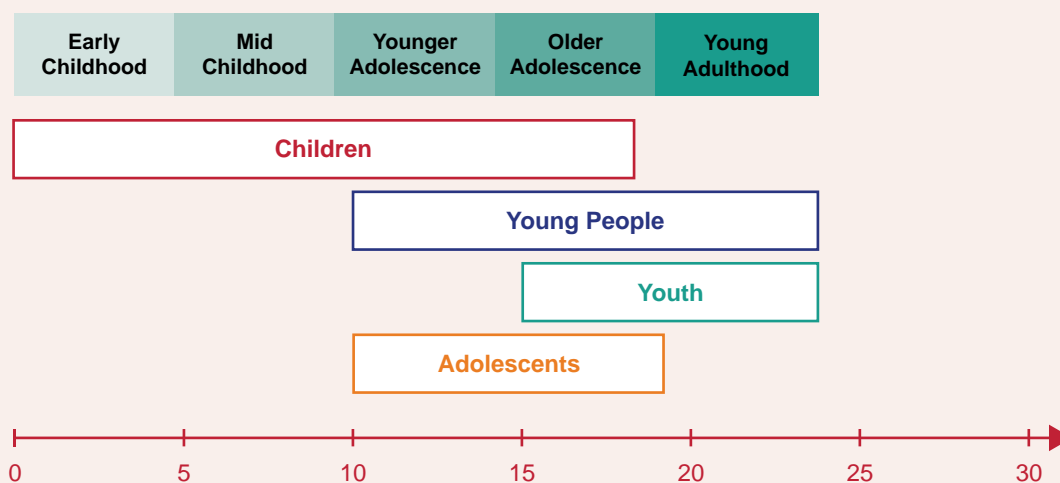 Early
Childhood
Mid
Childhood
Younger
Adolescence
Older
Adolescence
Young
Adulthood
Children
Young People
Youth
Adolescents
0 5 10 15 20 25 30